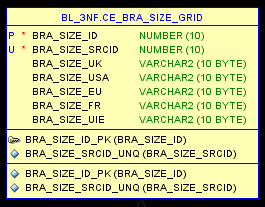 BL_3NF.CE_BRA_SIZE_GRID
P * BRA_SIZE_ID NUMBER (10)
U * BRA_SIZE_SRCID NUMBER (10)
BRA_SIZE_UK VARCHAR2 (10 BYTE)
BRA_SIZE_USA VARCHAR2 (10 BYTE)
BRA_SIZE_EU VARCHAR2 (10 BYTE)
BRA_SIZE_FR VARCHAR2 (10 BYTE)
BRA_SIZE_UIE VARCHAR2 (10 BYTE)
BRA_SIZE_ID_PK (BRA_SIZE_ID)
BRA_SIZE_SRCID_UNQ (BRA_SIZE_SRCID)
BRA_SIZE_ID_PK (BRA_SIZE_ID)
BRA_SIZE_SRCID_UNQ (BRA_SIZE_SRCID)